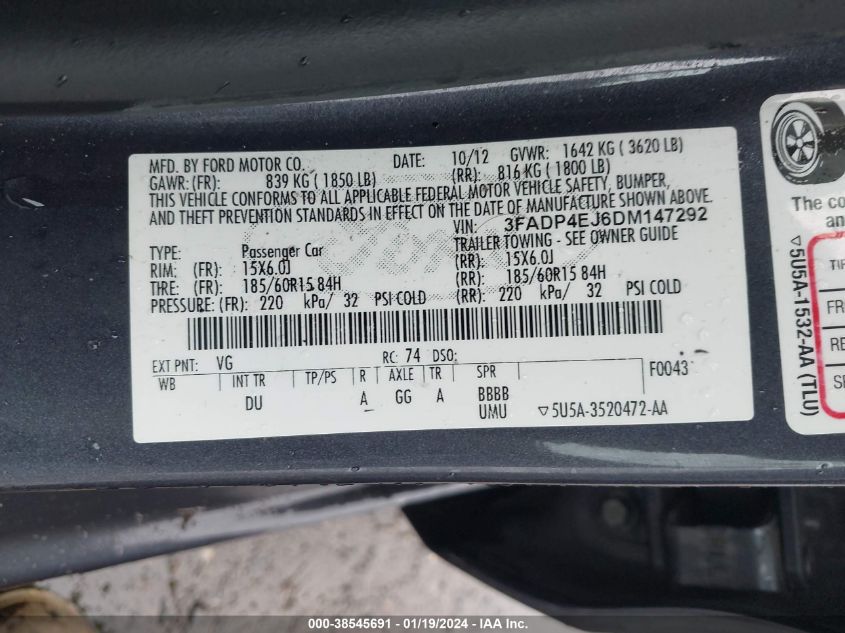 MFD. BY FORD MOTOR CO. DATE: 10/12 GVWR: 1642 KG ( 3620 LB)
GAWR: (FR): 839 KG ( 1850 LB) (RR): 816 KG ( 1800 LB)
THIS VEHICLE CONFORMS TO ALL APPLICABLE FEDERAL MOTOR VEHICLE SAFETY, BUMPER,
AND THEFT PREVENTION STANDARDS IN EFFECT ON THE DATE OF MANUFACTURE SHOWN ABOVE.
VIN: 3FADP4EJ6DM147292
TYPE: Passenger Car TRAILER TOWING - SEE OWNER GUIDE
RIM: (FR): 15X6.0J (RR): 15X6.0J
TIRE: (FR): 185/60R15 84H (RR): 185/60R15 84H
PRESSURE: (FR): 220 kPa/ 32 PSI COLD (RR): 220 kPa/ 32 PSI COLD
EXT PNT: VG RC: 74 DSO: F0043
WB INT TR TP/PS R AXLE TR SPR
DU A GG A BBBB
UMU ▽5U5A-3520472-AA
The co
an
▽5U5A-1532-AA (TLU)
TI
FR
RE
SP
000-38545691 - 01/19/2024 - IAA Inc.